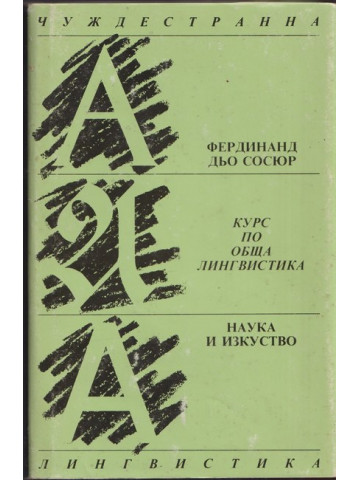 ЧУЖДЕСТРАННА
А
ФЕРДИНАНД
ДЬО СОСЮР
КУРС
ПО
ОБЩА
ЛИНГВИСТИКА
А
НАУКА
И ИЗКУСТВО
ЛИНГВИСТИКА